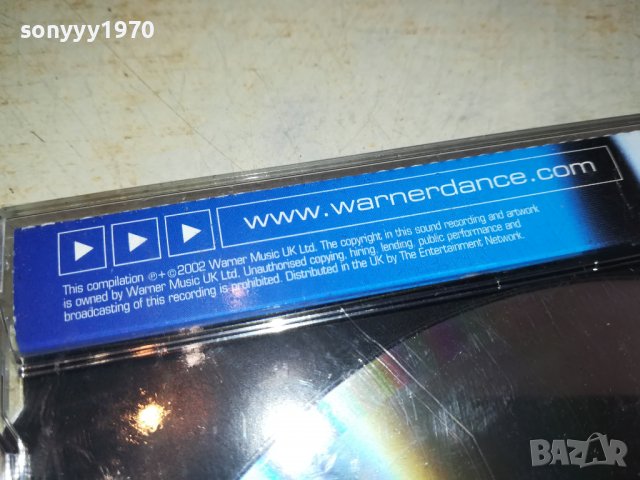 sonyyy1970
www.warnerdance.com
This compilation ℗+©2002 Warner Music UK Ltd. The copyright in this sound recording and artwork
is owned by Warner Music UK Ltd. Unauthorised copying, hiring, lending, public performance and
broadcasting of this recording is prohibited. Distributed in the UK by The Entertainment Network.
BAZAR